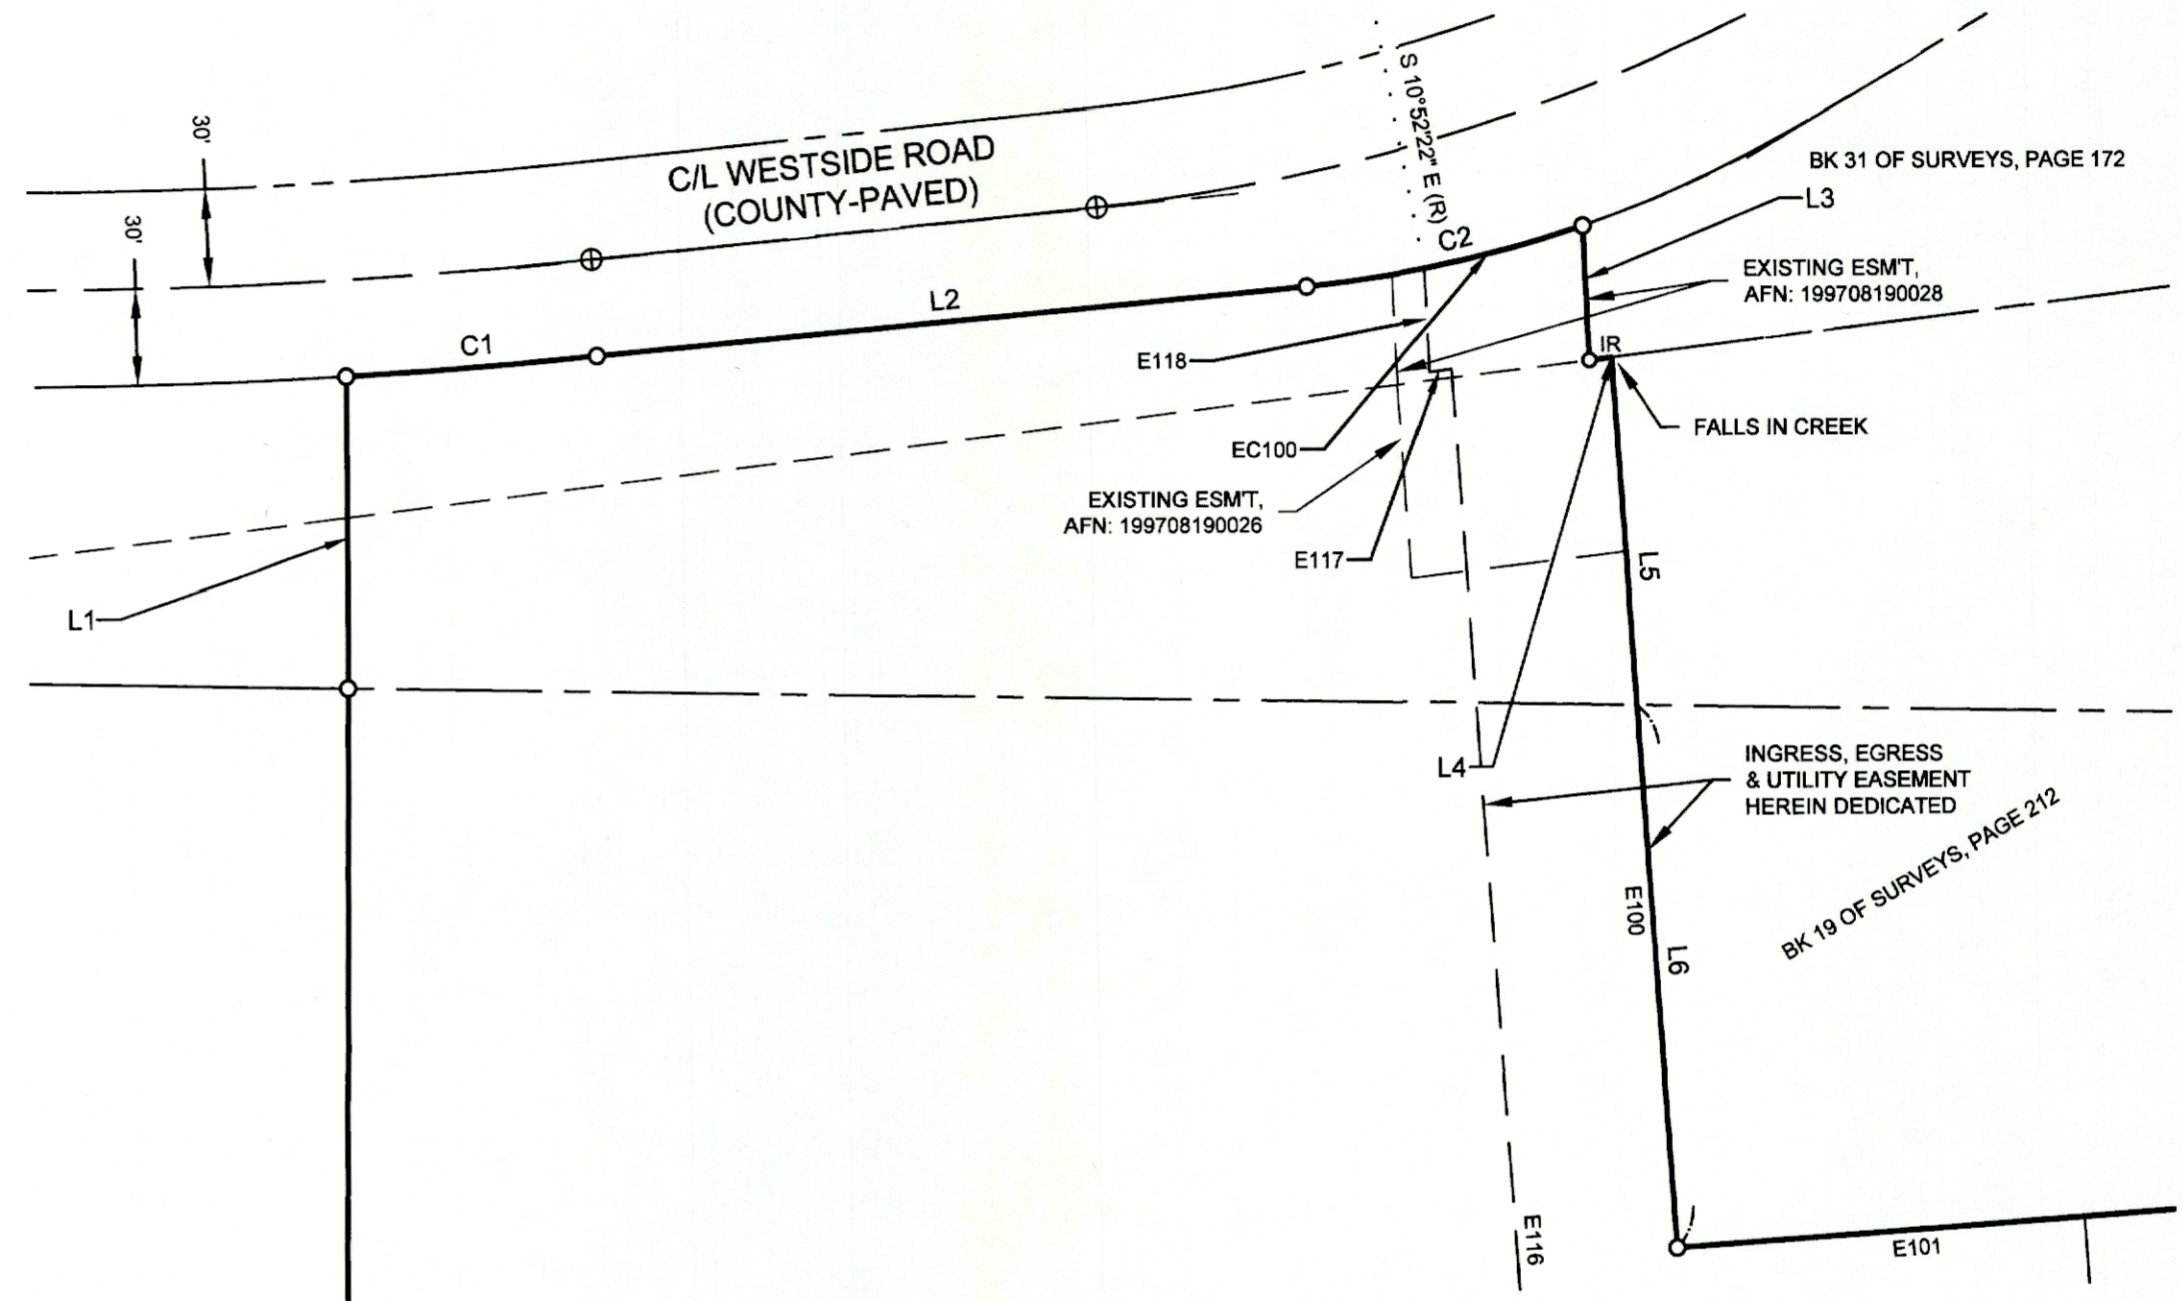 30'
30'
C/L WESTSIDE ROAD
(COUNTY-PAVED)
S 10°52'22" E (R)
BK 31 OF SURVEYS, PAGE 172
L3
C2
EXISTING ESM'T,
AFN: 199708190028
L2
C1
IR
E118
FALLS IN CREEK
EC100
EXISTING ESM'T,
AFN: 199708190026
E117
L5
L1
L4
INGRESS, EGRESS
& UTILITY EASEMENT
HEREIN DEDICATED
BK 19 OF SURVEYS, PAGE 212
E100
L6
E116
E101